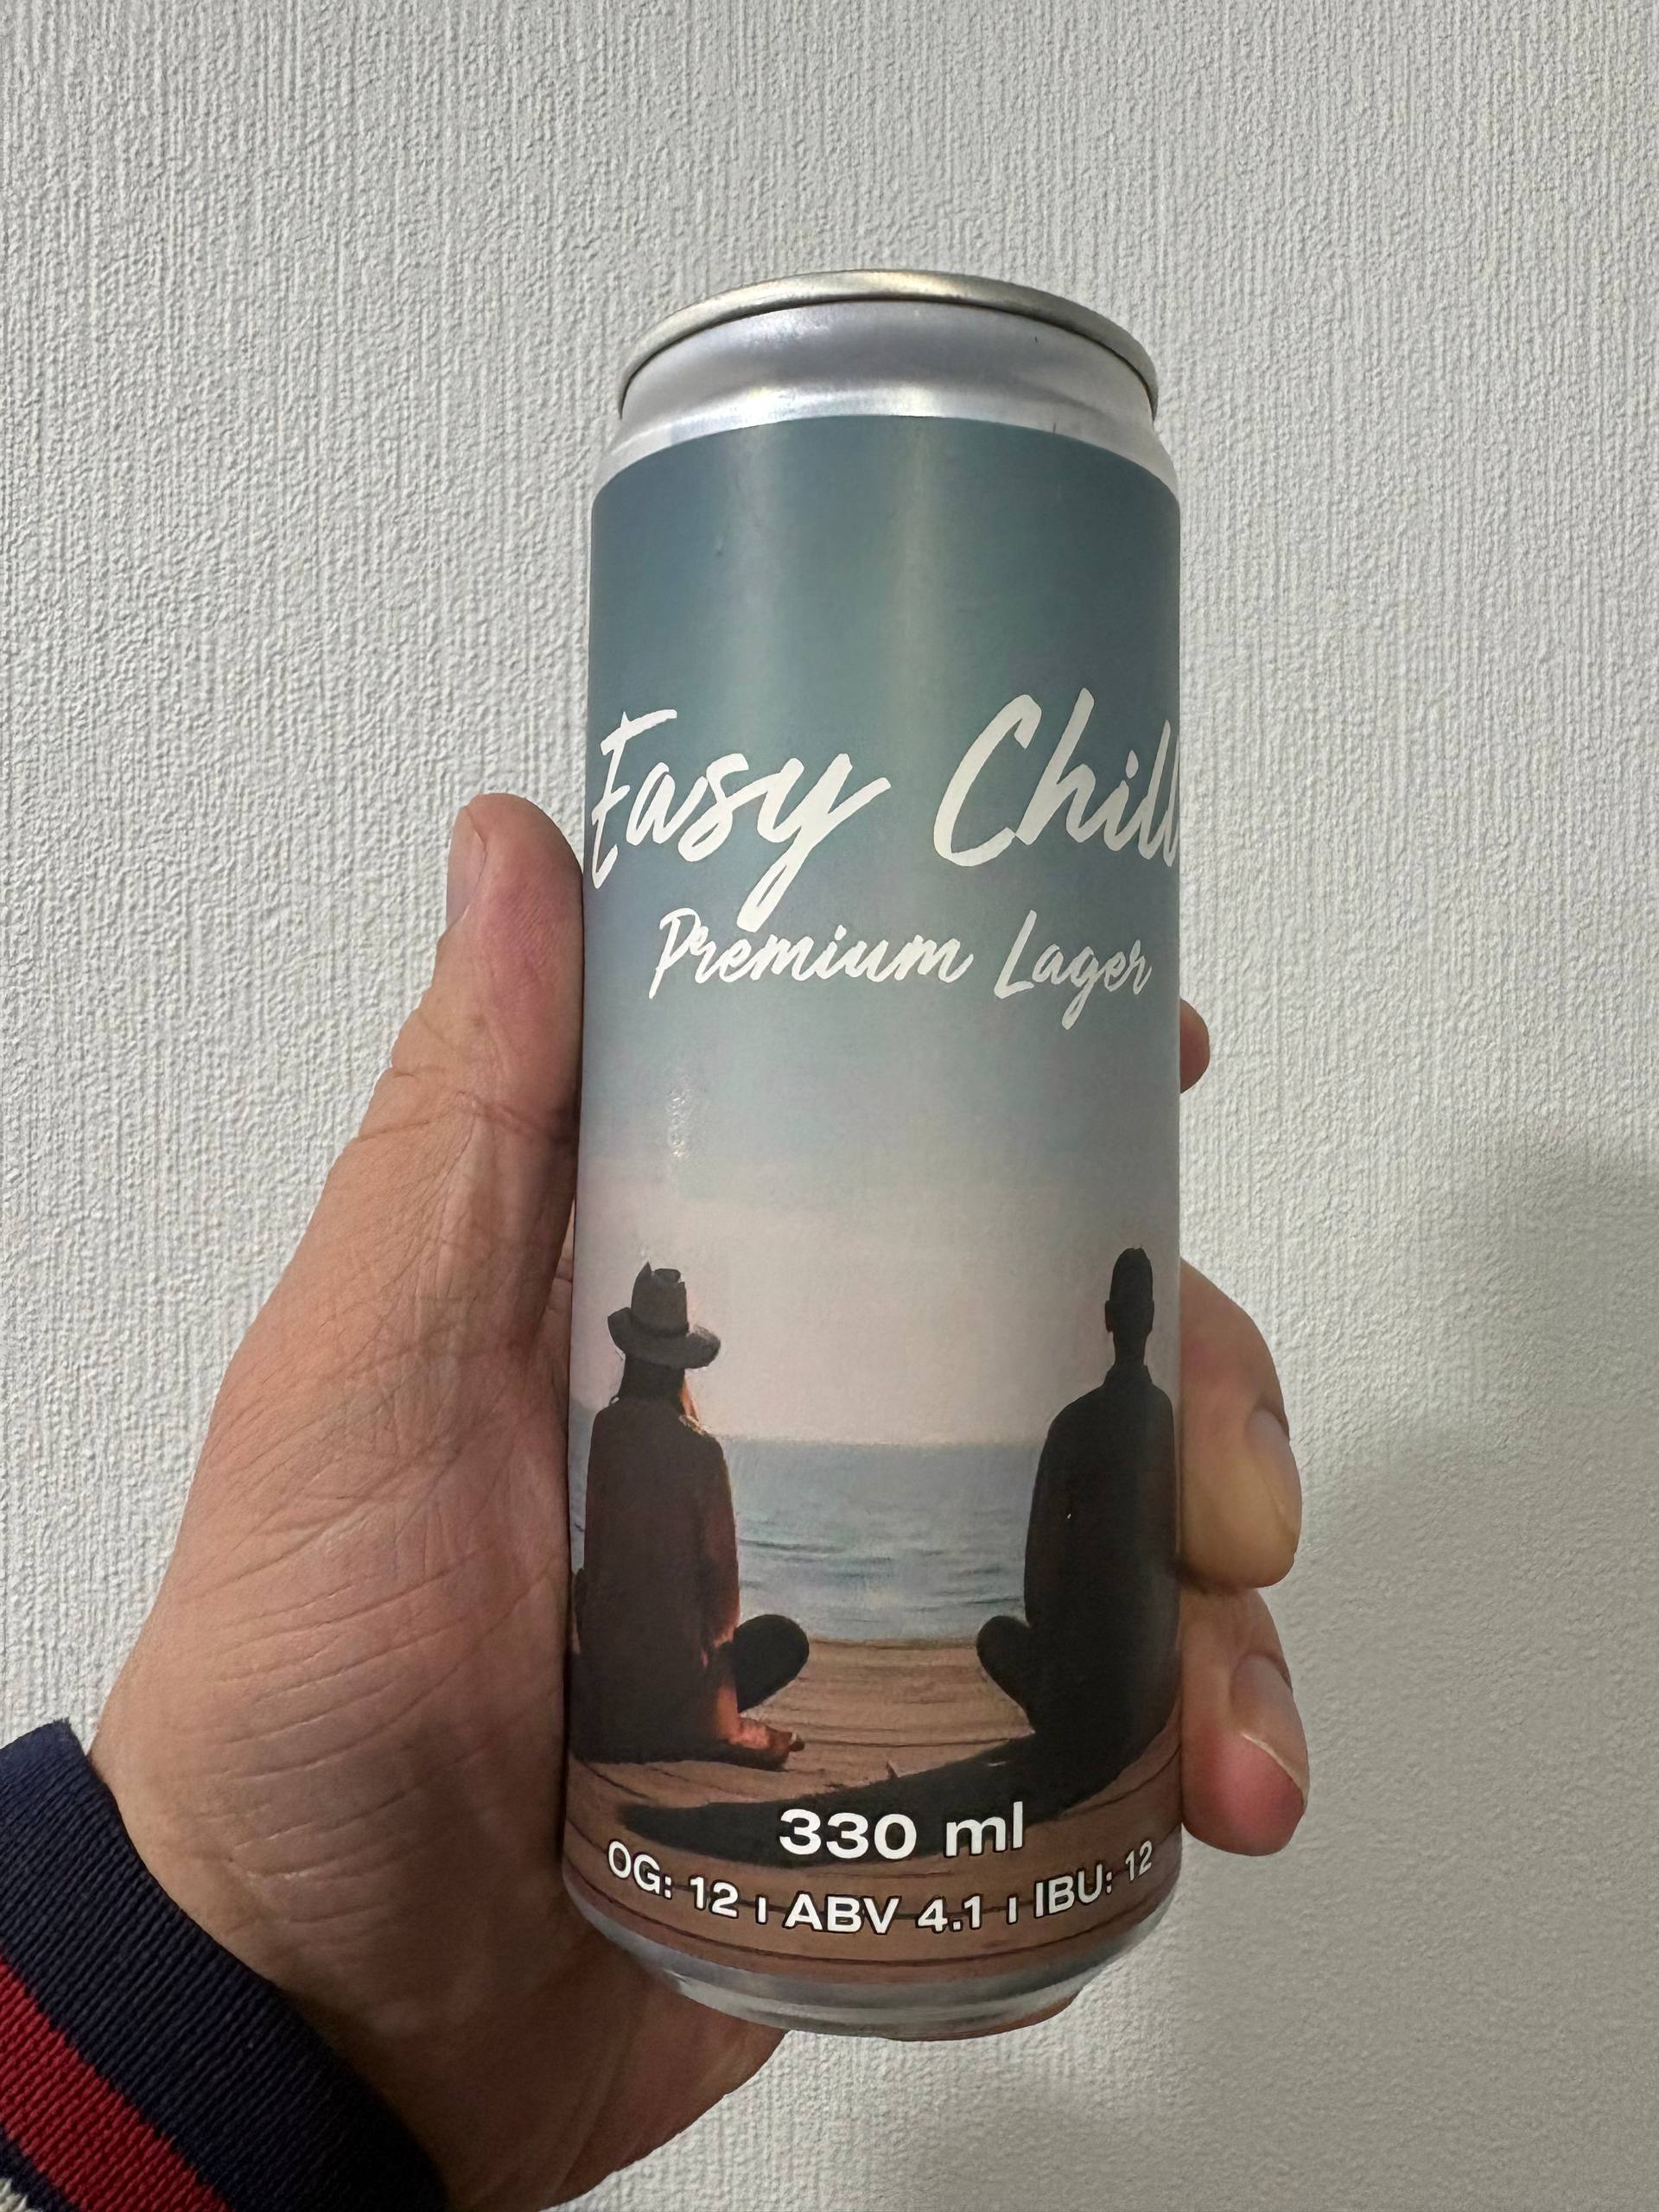 Easy Chill
Premium Lager
330 ml
OG: 12 | ABV 4.1 | IBU: 12